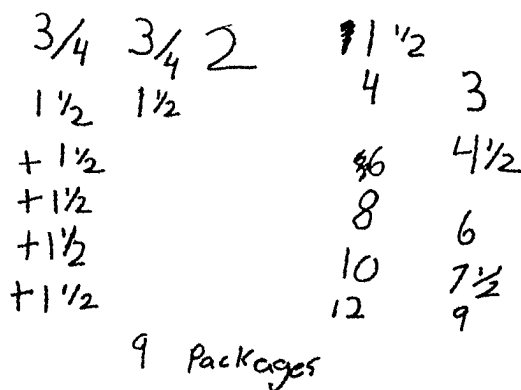 3/4 3/4 2 1 1/2
1 1/2 1 1/2 4 3
+ 1 1/2 6 4 1/2
+ 1 1/2 8 6
+ 1 1/2 10 7 1/2
+ 1 1/2 12 9
9 Packages